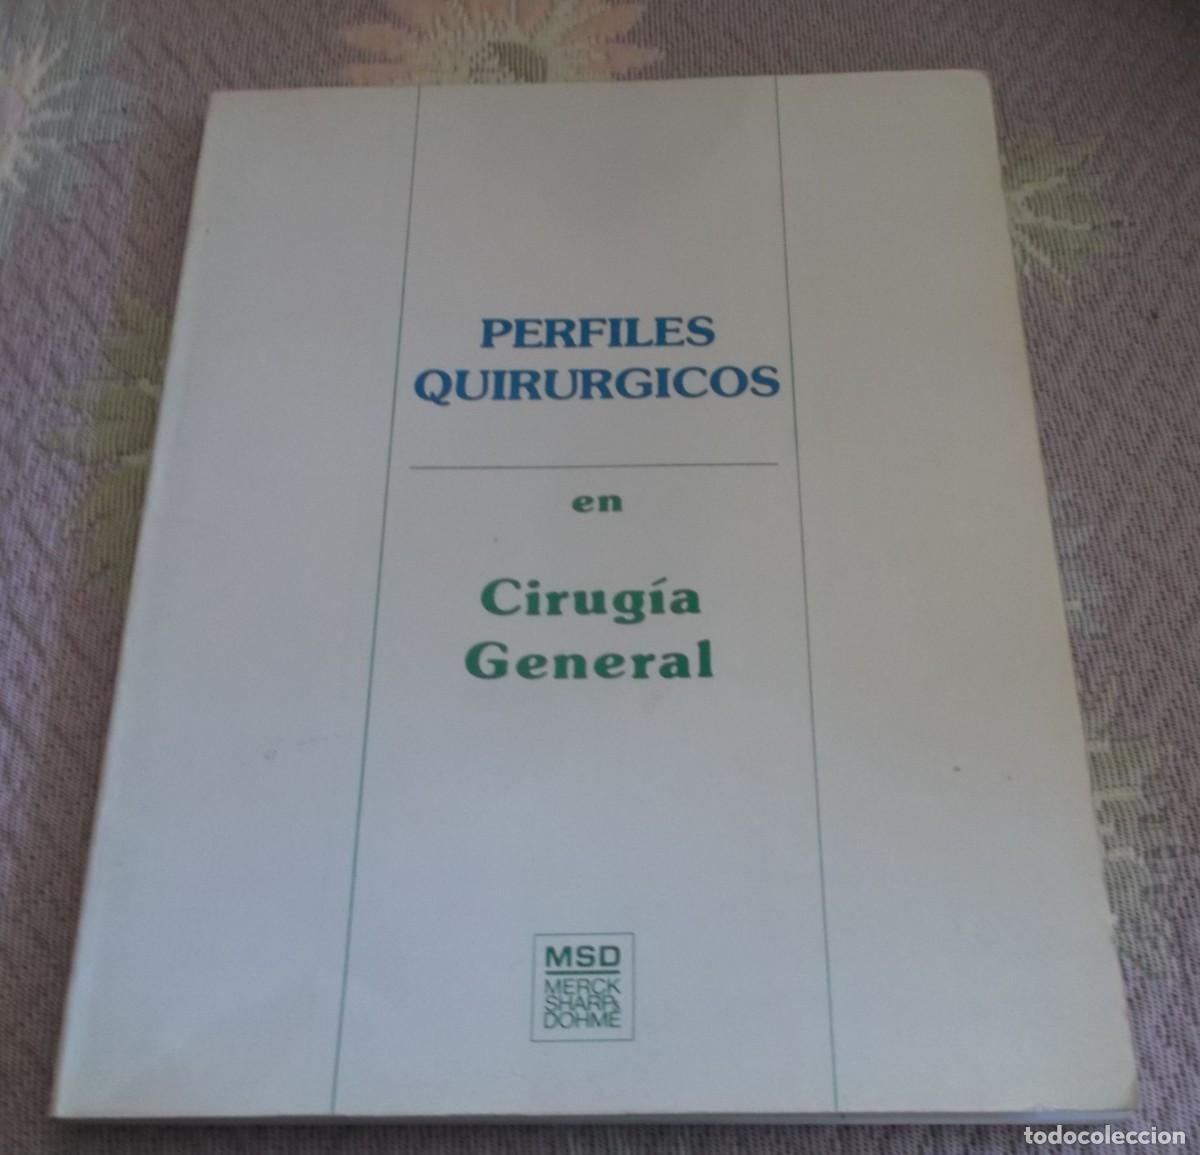 PERFILES
QUIRURGICOS
en
Cirugía
General
MSD
MERCK
SHARP &
DOHME
todocoleccion